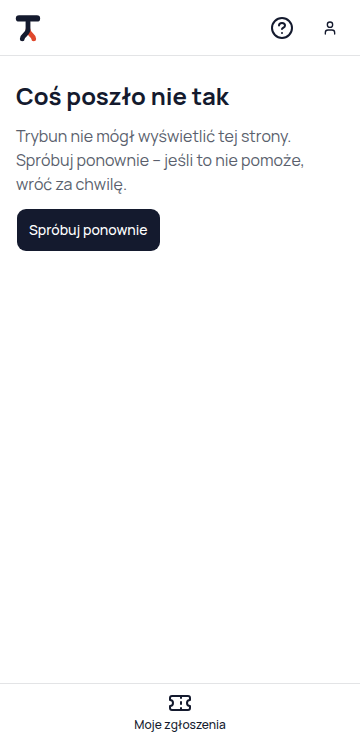 Coś poszło nie tak
Trybun nie mógł wyświetlić tej strony.
Spróbuj ponownie – jeśli to nie pomoże,
wróć za chwilę.
Spróbuj ponownie
Moje zgłoszenia